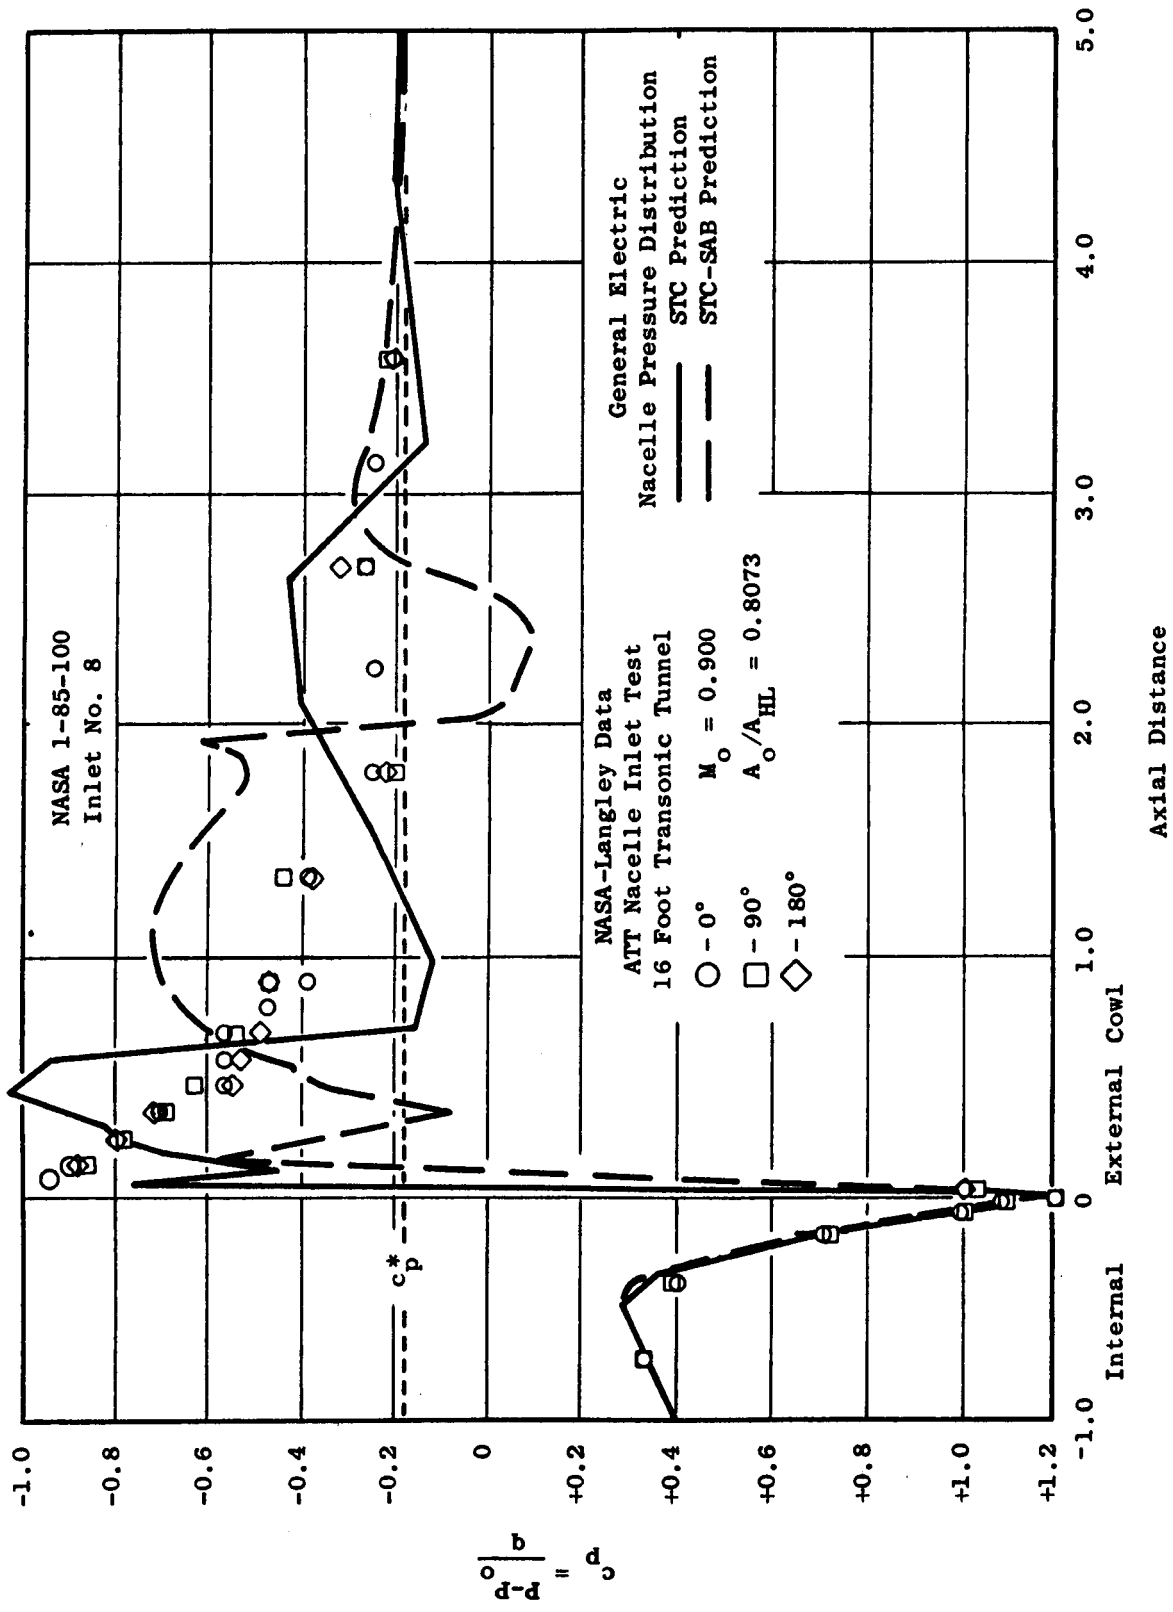 NASA 1-85-100
Inlet No. 8
General Electric
Nacelle Pressure Distribution
STC Prediction
STC-SAB Prediction
NASA-Langley Data
ATT Nacelle Inlet Test
16 Foot Transonic Tunnel
O - 0° M_o = 0.900
□ - 90° A_o/A_HL = 0.8073
◇ - 180°
c_p*
c_p = (P-P_o)/q
-1.0
-0.8
-0.6
-0.4
-0.2
0
+0.2
+0.4
+0.6
+0.8
+1.0
+1.2
-1.0 0 1.0 2.0 3.0 4.0 5.0
Internal External Cowl
Axial Distance